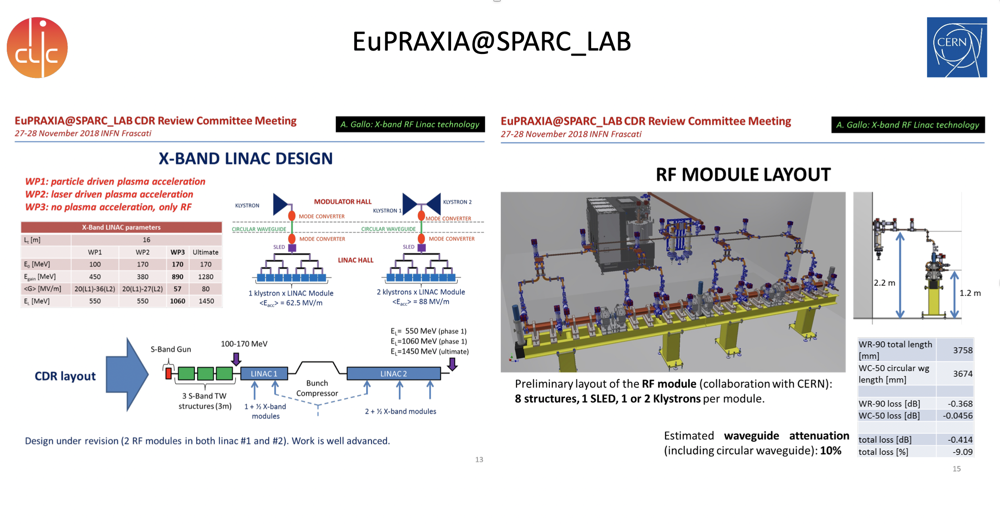 clic
EuPRAXIA@SPARC_LAB
CERN
EuPRAXIA@SPARC_LAB CDR Review Committee Meeting
27-28 November 2018 INFN Frascati
A. Gallo: X-band RF Linac technology
X-BAND LINAC DESIGN
WP1: particle driven plasma acceleration
WP2: laser driven plasma acceleration
WP3: no plasma acceleration, only RF
X-Band LINAC parameters
Lt [m] 16
WP1 WP2 WP3 Ultimate
E0 [MeV] 100 170 170 170
Egain [MeV] 450 380 890 1280
<G> [MV/m] 20(L1)-36(L2) 20(L1)-27(L2) 57 80
EL [MeV] 550 550 1060 1450
KLYSTRON
MODULATOR HALL
KLYSTRON 1
KLYSTRON 2
MODE CONVERTER
MODE CONVERTER
CIRCULAR WAVEGUIDE
CIRCULAR WAVEGUIDE
MODE CONVERTER
MODE CONVERTER
SLED
SLED
LINAC HALL
1 klystron x LINAC Module
<Eacc> = 62.5 MV/m
2 klystrons x LINAC Module
<Eacc> = 88 MV/m
EL= 550 MeV (phase 1)
EL=1060 MeV (phase 1)
EL=1450 MeV (ultimate)
100-170 MeV
S-Band Gun
CDR layout
LINAC 1
LINAC 2
Bunch
Compressor
3 S-Band TW
structures (3m)
1 + ½ X-band
modules
2 + ½ X-band modules
Design under revision (2 RF modules in both linac #1 and #2). Work is well advanced.
13
EuPRAXIA@SPARC_LAB CDR Review Committee Meeting
27-28 November 2018 INFN Frascati
A. Gallo: X-band RF Linac technology
RF MODULE LAYOUT
2.2 m
1.2 m
Preliminary layout of the RF module (collaboration with CERN):
8 structures, 1 SLED, 1 or 2 Klystrons per module.
Estimated waveguide attenuation
(including circular waveguide): 10%
WR-90 total length
[mm] 3758
WC-50 circular wg
length [mm] 3674
WR-90 loss [dB] -0.368
WC-50 loss [dB] -0.0456
total loss [dB] -0.414
total loss [%] -9.09
15